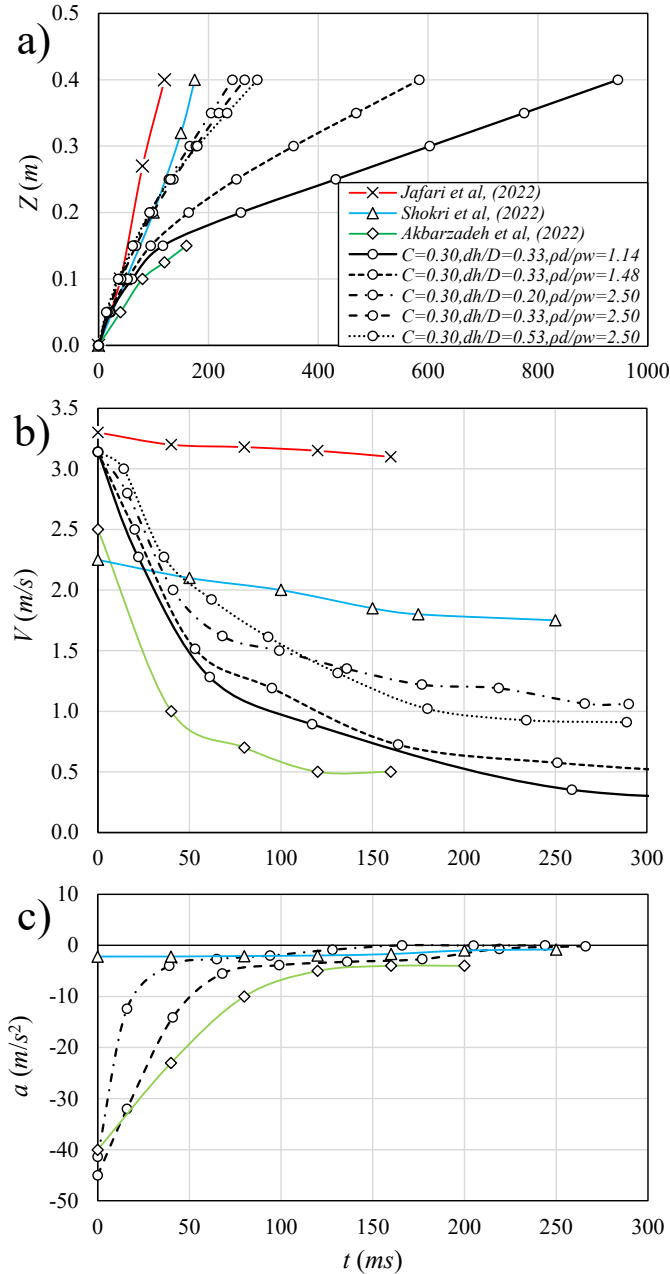 a)
Z (m)
0.5
0.4
0.3
0.2
0.1
0.0
0 200 400 600 800 1000
Jafari et al, (2022)
Shokri et al, (2022)
Akbarzadeh et al, (2022)
C=0.30,dh/D=0.33,ρd/ρw=1.14
C=0.30,dh/D=0.33,ρd/ρw=1.48
C=0.30,dh/D=0.20,ρd/ρw=2.50
C=0.30,dh/D=0.33,ρd/ρw=2.50
C=0.30,dh/D=0.53,ρd/ρw=2.50
b)
V (m/s)
3.5
3.0
2.5
2.0
1.5
1.0
0.5
0.0
0 50 100 150 200 250 300
c)
a (m/s²)
10
0
-10
-20
-30
-40
-50
0 50 100 150 200 250 300
t (ms)